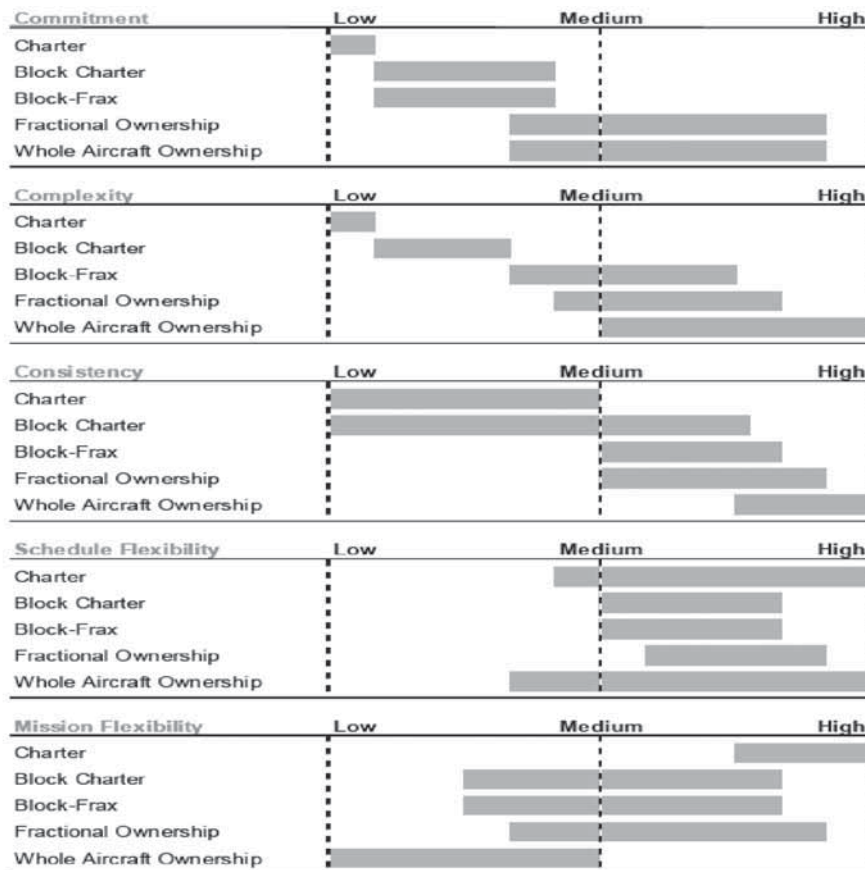 Commitment Low Medium High
Charter
Block Charter
Block-Frax
Fractional Ownership
Whole Aircraft Ownership
Complexity Low Medium High
Charter
Block Charter
Block-Frax
Fractional Ownership
Whole Aircraft Ownership
Consistency Low Medium High
Charter
Block Charter
Block-Frax
Fractional Ownership
Whole Aircraft Ownership
Schedule Flexibility Low Medium High
Charter
Block Charter
Block-Frax
Fractional Ownership
Whole Aircraft Ownership
Mission Flexibility Low Medium High
Charter
Block Charter
Block-Frax
Fractional Ownership
Whole Aircraft Ownership